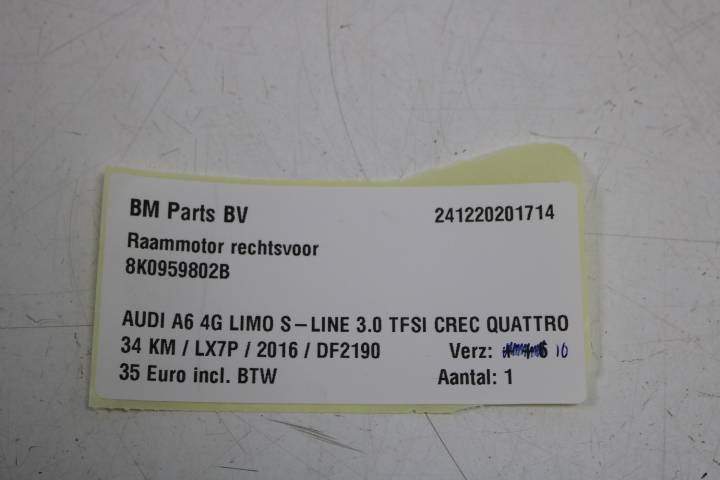 BM Parts BV 241220201714
Raammotor rechtsvoor
8K0959802B
AUDI A6 4G LIMO S-LINE 3.0 TFSI CREC QUATTRO
34 KM / LX7P / 2016 / DF2190 Verz: 10
35 Euro incl. BTW Aantal: 1